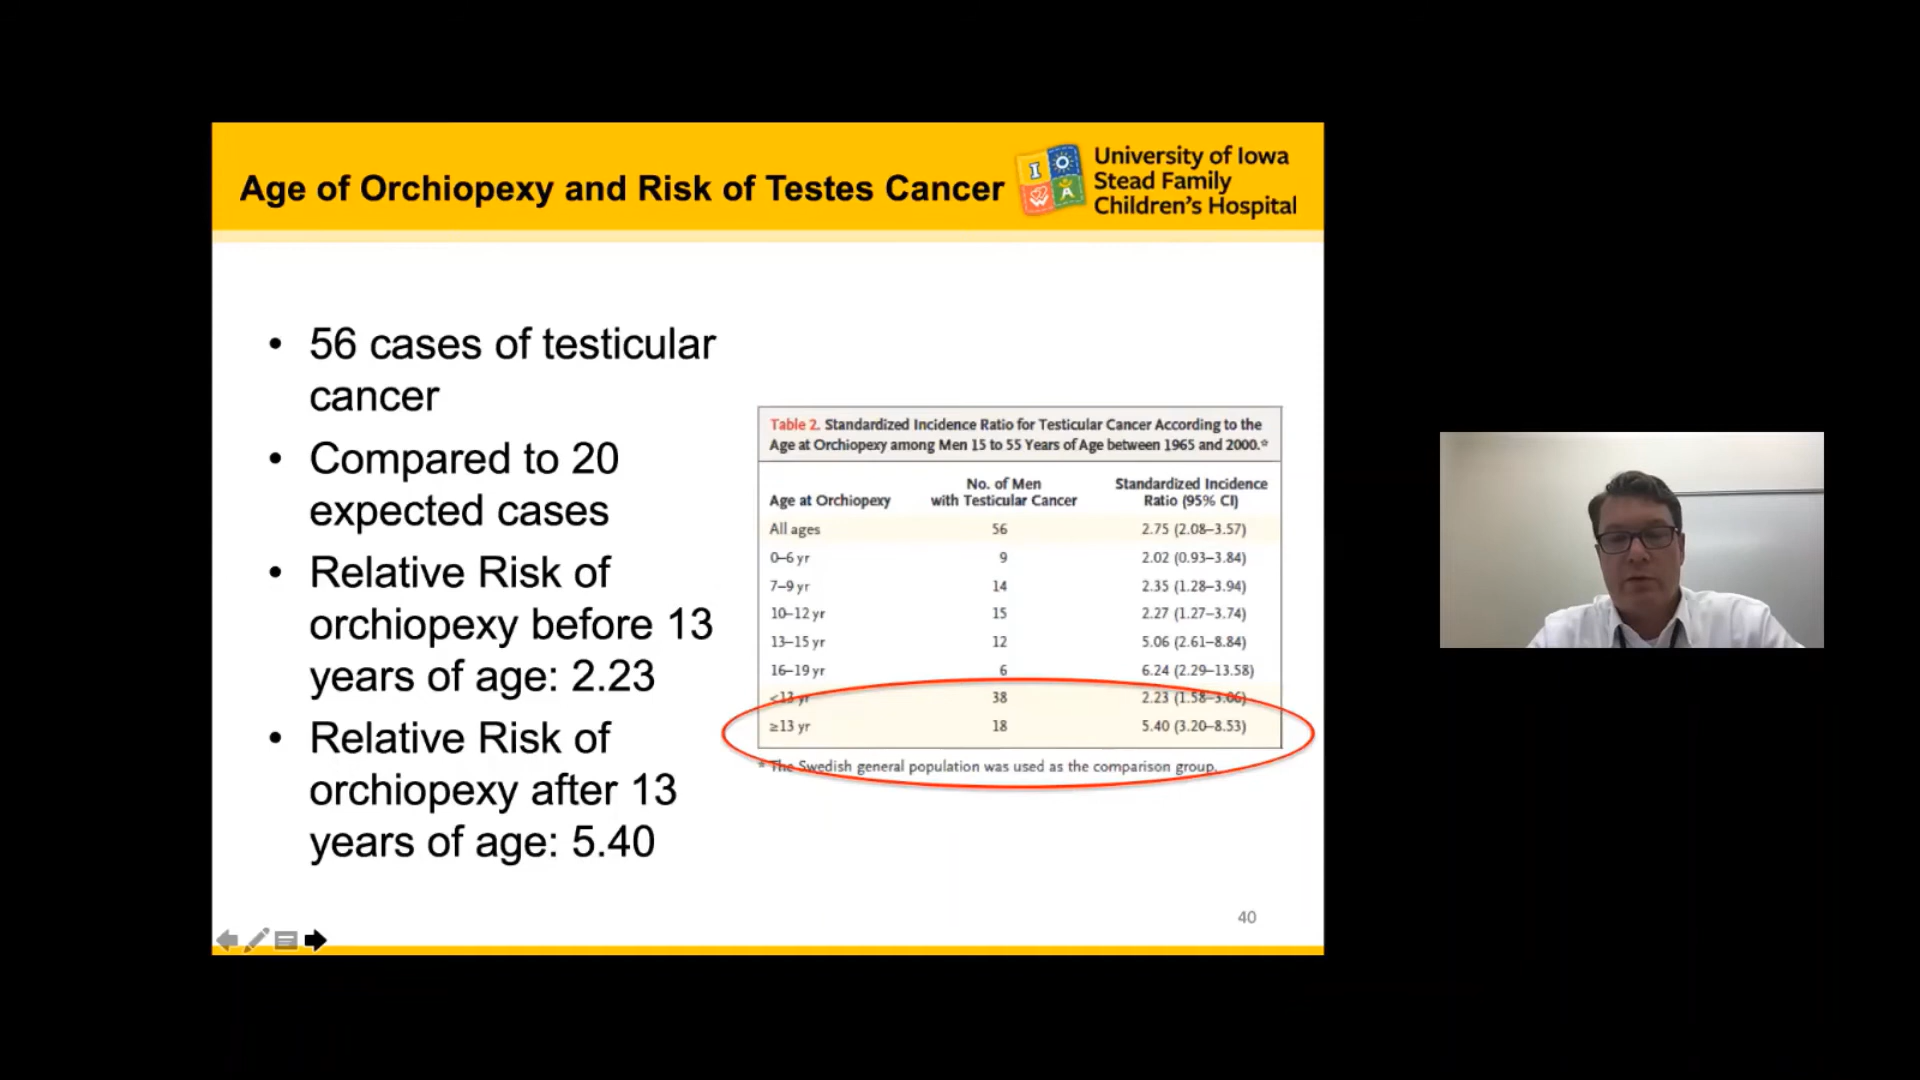 Age of Orchiopexy and Risk of Testes Cancer
I O W A
University of Iowa
Stead Family
Children's Hospital
• 56 cases of testicular
cancer
• Compared to 20
expected cases
• Relative Risk of
orchiopexy before 13
years of age: 2.23
• Relative Risk of
orchiopexy after 13
years of age: 5.40
Table 2. Standardized Incidence Ratio for Testicular Cancer According to the
Age at Orchiopexy among Men 15 to 55 Years of Age between 1965 and 2000.*
Age at Orchiopexy No. of Men with Testicular Cancer Standardized Incidence Ratio (95% CI)
All ages 56 2.75 (2.08–3.57)
0–6 yr 9 2.02 (0.93–3.84)
7–9 yr 14 2.35 (1.28–3.94)
10–12 yr 15 2.27 (1.27–3.74)
13–15 yr 12 5.06 (2.61–8.84)
16–19 yr 6 6.24 (2.29–13.58)
<13 yr 38 2.23 (1.58–3.06)
≥13 yr 18 5.40 (3.20–8.53)
* The Swedish general population was used as the comparison group.
40